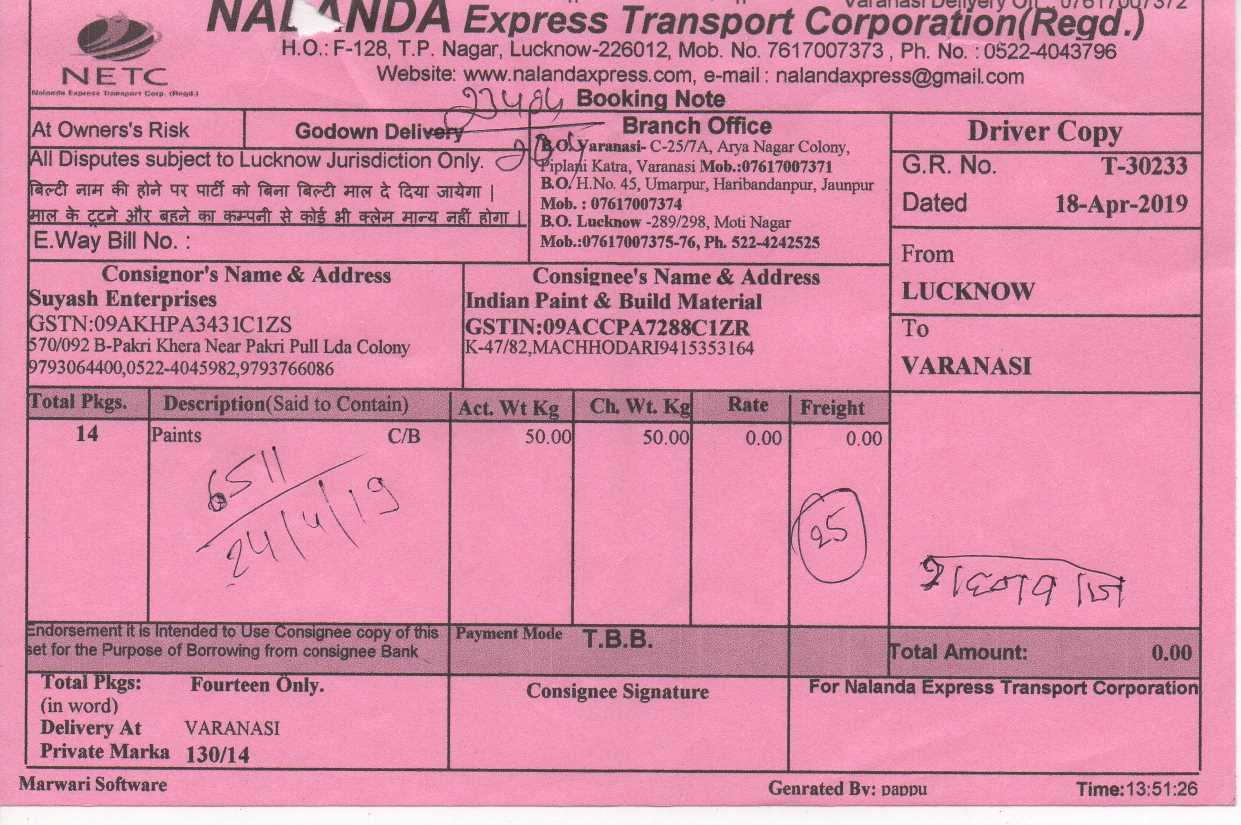 Varanasi Delivery Off.. 07617007372
NALANDA Express Transport Corporation(Regd.)
H.O.: F-128, T.P. Nagar, Lucknow-226012, Mob. No. 7617007373 , Ph. No. : 0522-4043796
Website: www.nalandaxpress.com, e-mail : nalandaxpress@gmail.com
NETC
Nalanda Express Transport Corp. (Regd.)
23484
Booking Note
At Owners's Risk
Godown Delivery
All Disputes subject to Lucknow Jurisdiction Only.
बिल्टी नाम की होने पर पार्टी को बिना बिल्टी माल दे दिया जायेगा |
माल के टूटने और बहने का कम्पनी से कोई भी क्लेम मान्य नहीं होगा |
E.Way Bill No. :
Branch Office
B.O. Varanasi- C-25/7A, Arya Nagar Colony,
Piplani Katra, Varanasi Mob.:07617007371
B.O. H.No. 45, Umarpur, Haribandanpur, Jaunpur
Mob. : 07617007374
B.O. Lucknow -289/298, Moti Nagar
Mob.:07617007375-76, Ph. 522-4242525
Driver Copy
G.R. No. T-30233
Dated 18-Apr-2019
From
LUCKNOW
To
VARANASI
Consignor's Name & Address
Suyash Enterprises
GSTN:09AKHPA3431C1ZS
570/092 B-Pakri Khera Near Pakri Pull Lda Colony
9793064400,0522-4045982,9793766086
Consignee's Name & Address
Indian Paint & Build Material
GSTIN:09ACCPA7288C1ZR
K-47/82,MACHHODARI9415353164
Total Pkgs. Description(Said to Contain) Act. Wt Kg Ch. Wt. Kg Rate Freight
14 Paints C/B 50.00 50.00 0.00 0.00
6511
24/4/19
25
Endorsement it is Intended to Use Consignee copy of this
set for the Purpose of Borrowing from consignee Bank
Payment Mode T.B.B.
Total Amount: 0.00
Total Pkgs: Fourteen Only.
(in word)
Delivery At VARANASI
Private Marka 130/14
Consignee Signature
For Nalanda Express Transport Corporation
Marwari Software
Genrated By: pappu
Time:13:51:26